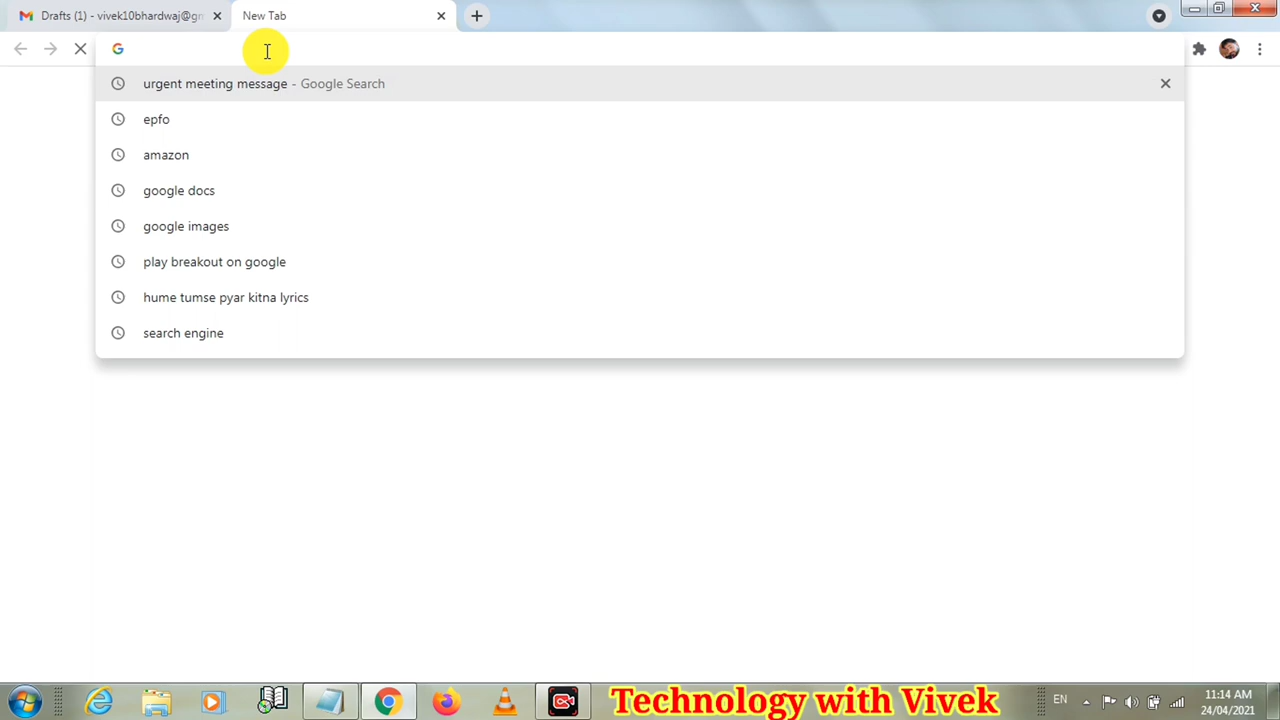 Drafts (1) - vivek10bhardwaj@gm
New Tab
urgent meeting message - Google Search
epfo
amazon
google docs
google images
play breakout on google
hume tumse pyar kitna lyrics
search engine
Technology with Vivek
EN
11:14 AM
24/04/2021